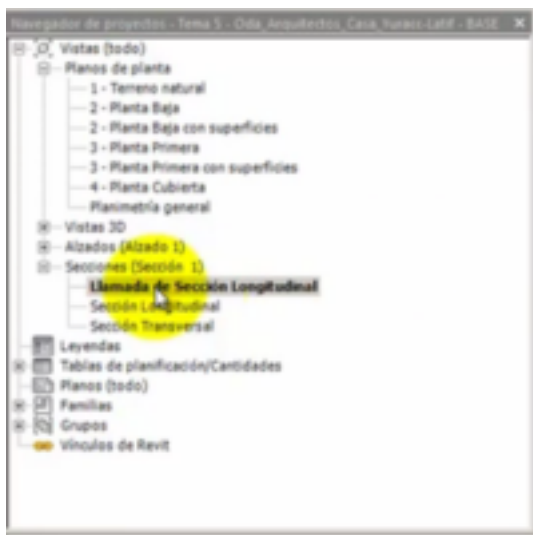 Navegador de proyectos - Tema 5 - Oda_Arquitectos_Casa_ - BASE
Vistas (todo)
Planos de planta
1 - Terreno natural
2 - Planta Baja
2 - Planta Baja con superficies
3 - Planta Primera
3 - Planta Primera con superficies
4 - Planta Cubierta
Planimetría general
Vistas 3D
Alzados (Alzado 1)
Secciones (Sección 1)
Llamada de Sección Longitudinal
Sección Longitudinal
Sección Transversal
Leyendas
Tablas de planificación/Cantidades
Planos (todo)
Familias
Grupos
Vínculos de Revit